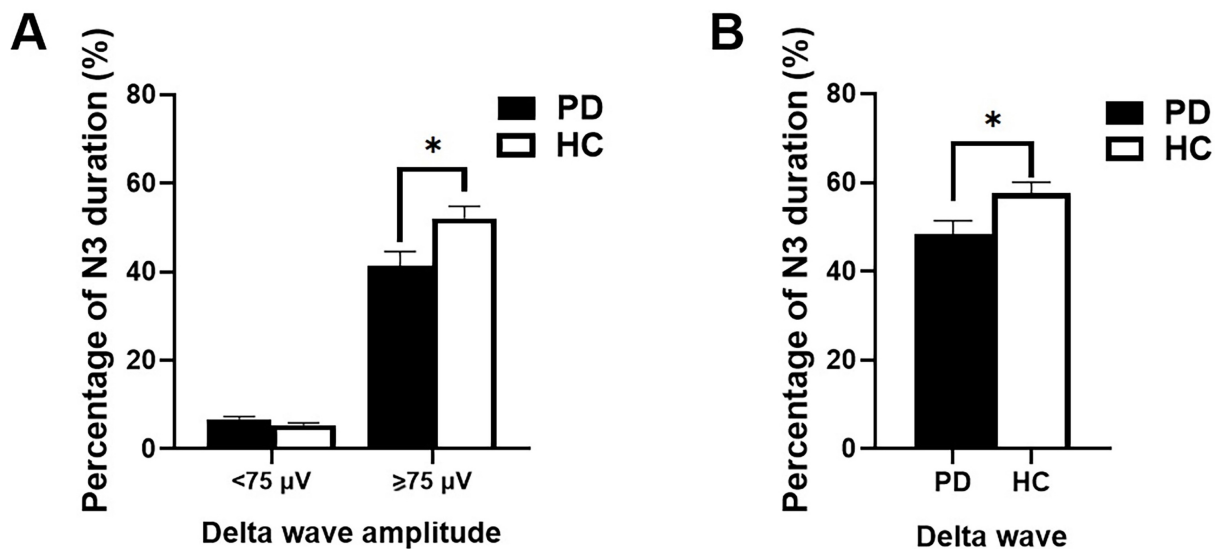 A
Percentage of N3 duration (%)
80
60
40
20
0
PD
HC
*
<75 µV
⩾75 µV
Delta wave amplitude
B
Percentage of N3 duration (%)
80
60
40
20
0
PD
HC
*
PD
HC
Delta wave